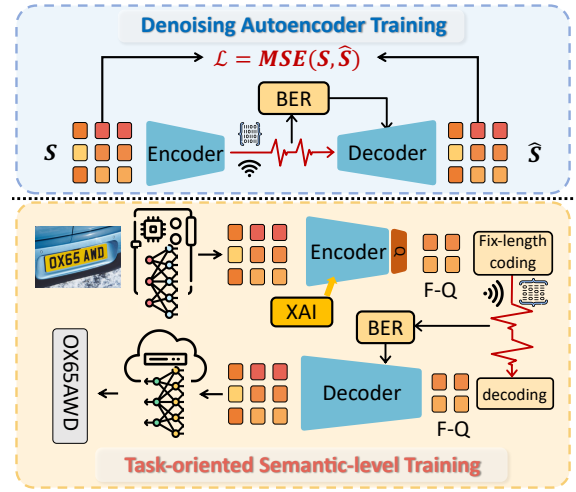 Denoising Autoencoder Training
ℒ = MSE(S, Ŝ)
BER
S
Encoder
Decoder
Ŝ
OX65 AWD
Encoder
Q
F-Q
Fix-length
coding
XAI
BER
OX65AWD
Decoder
F-Q
decoding
Task-oriented Semantic-level Training